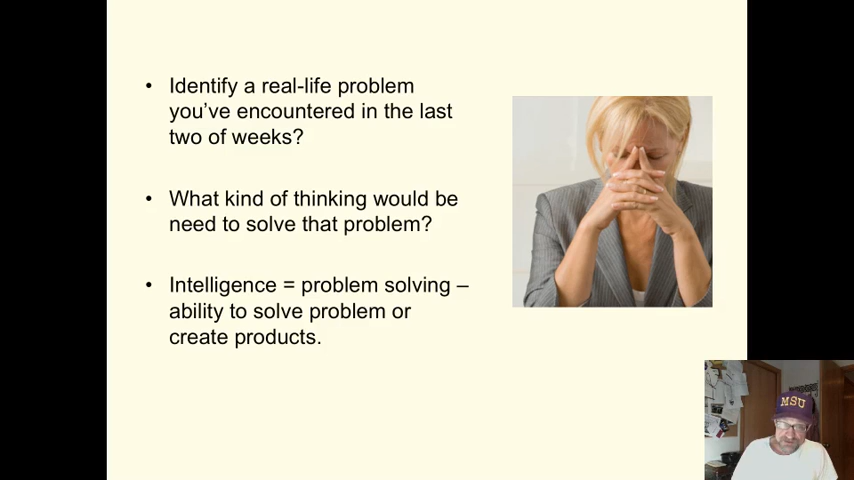 • Identify a real-life problem
you’ve encountered in the last
two of weeks?
• What kind of thinking would be
need to solve that problem?
• Intelligence = problem solving –
ability to solve problem or
create products.
MSU